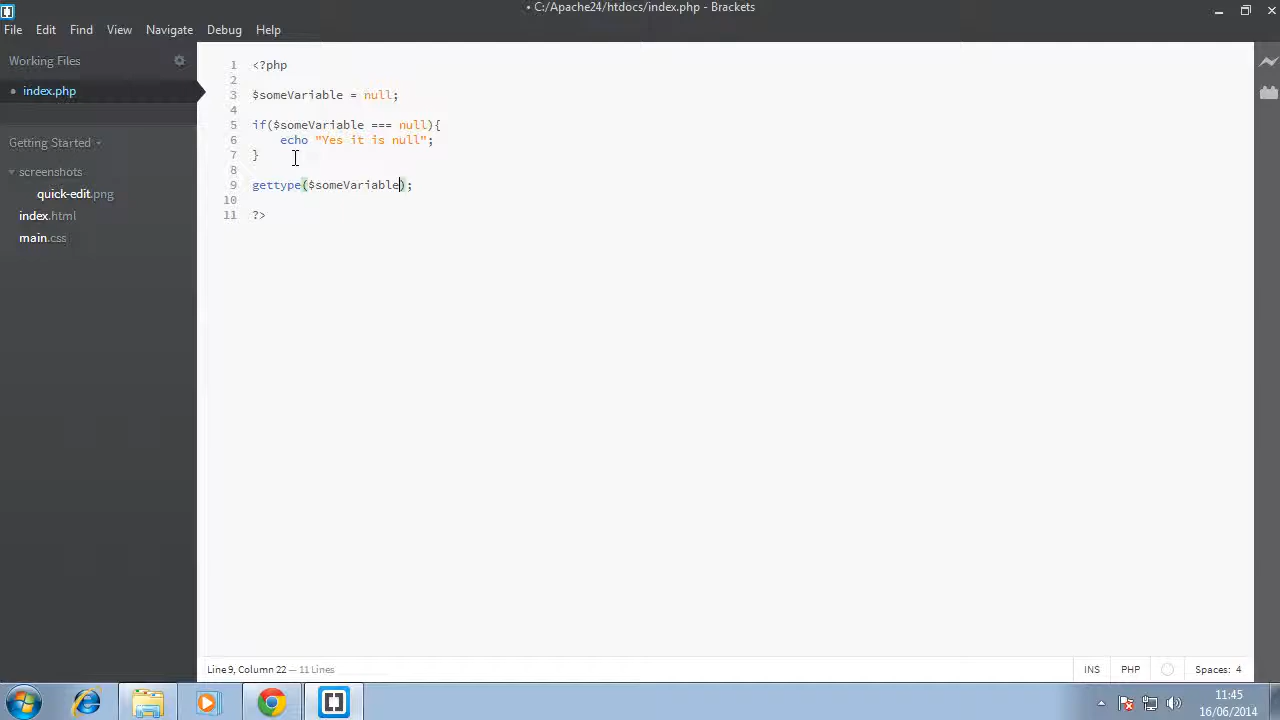 • C:/Apache24/htdocs/index.php - Brackets
File Edit Find View Navigate Debug Help
Working Files
• index.php
Getting Started
screenshots
quick-edit.png
index.html
main.css
1 <?php
2
3 $someVariable = null;
4
5 if($someVariable === null){
6 echo "Yes it is null";
7 }
8
9 gettype($someVariable);
10
11 ?>
Line 9, Column 22 — 11 Lines
INS PHP Spaces: 4
11:45
16/06/2014